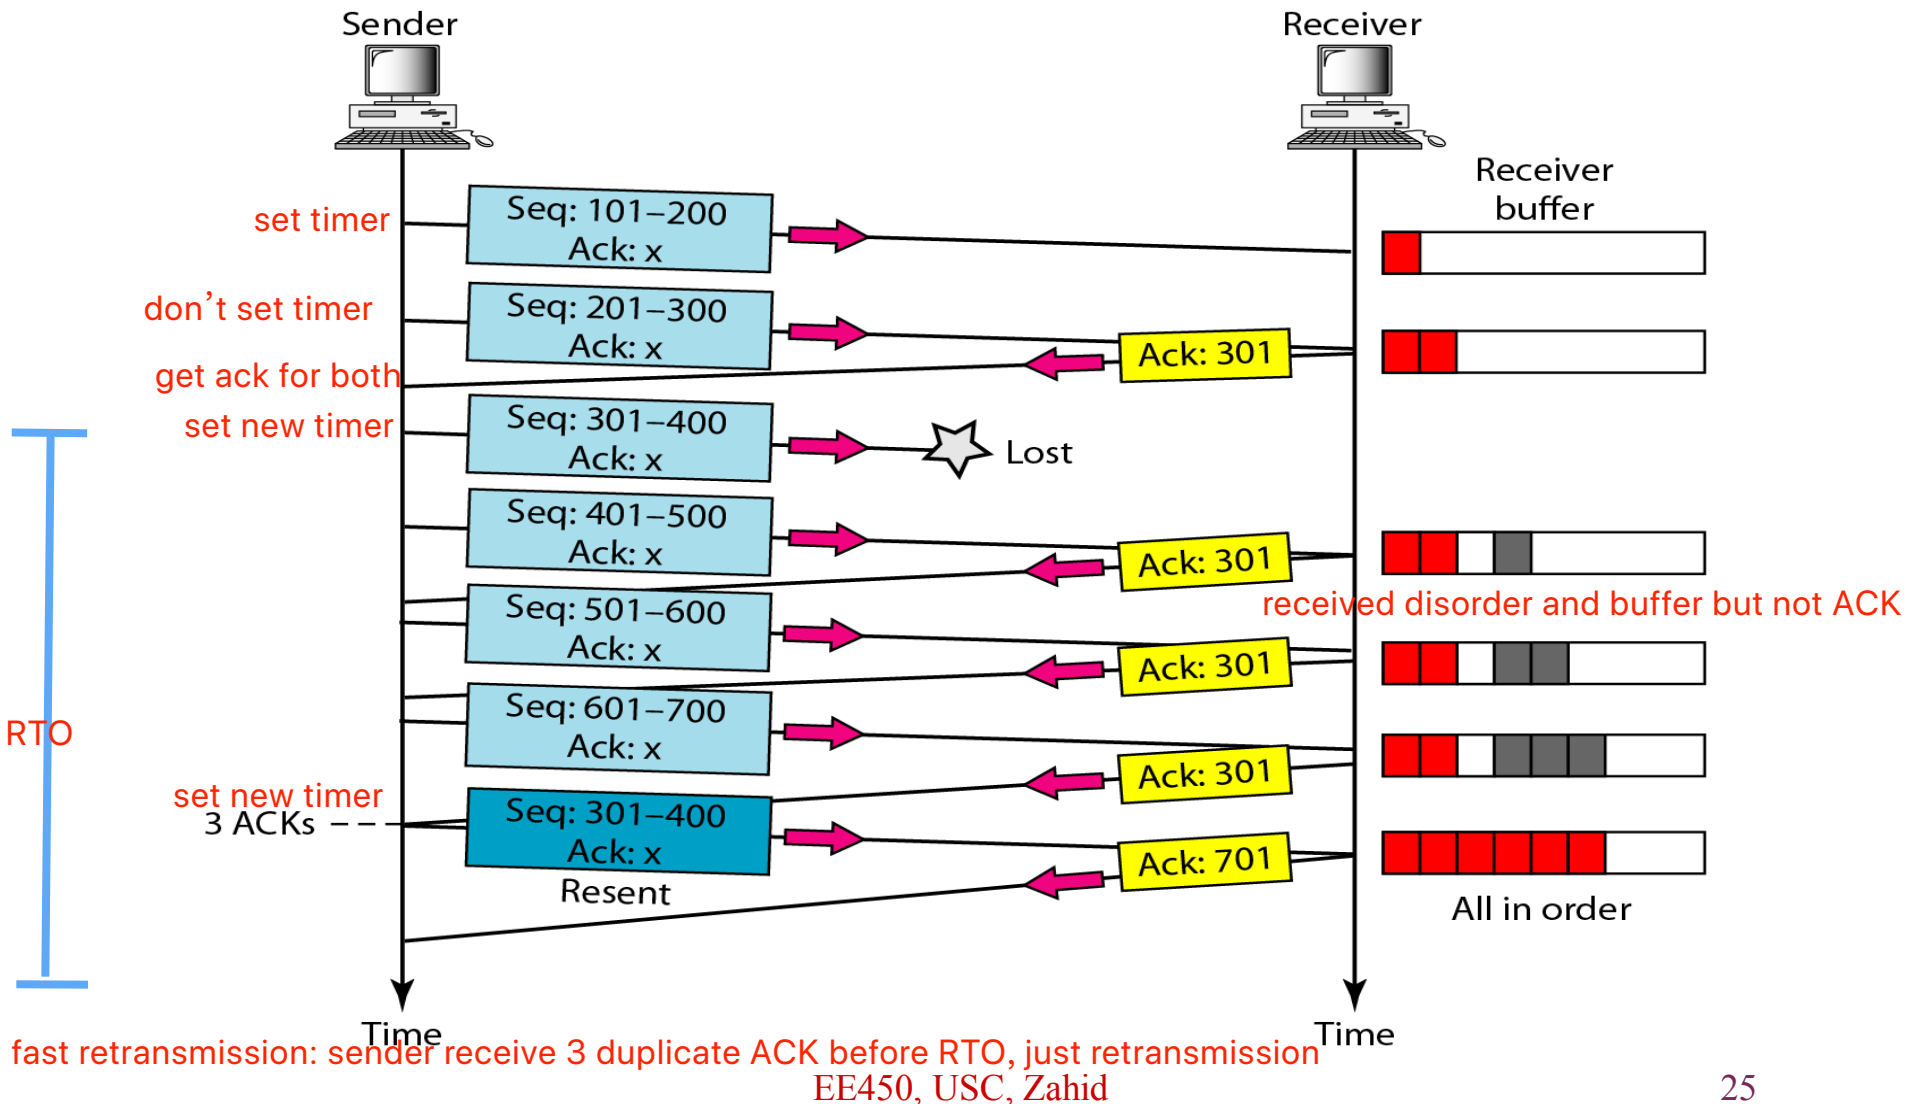 Sender
Receiver
Receiver
buffer
set timer
Seq: 101–200
Ack: x
don't set timer
Seq: 201–300
Ack: x
Ack: 301
get ack for both
set new timer
Seq: 301–400
Ack: x
Lost
Seq: 401–500
Ack: x
Ack: 301
received disorder and buffer but not ACK
Seq: 501–600
Ack: x
Ack: 301
RTO
Seq: 601–700
Ack: x
Ack: 301
set new timer
3 ACKs
Seq: 301–400
Ack: x
Resent
Ack: 701
All in order
Time
Time
fast retransmission: sender receive 3 duplicate ACK before RTO, just retransmission
EE450, USC, Zahid
25